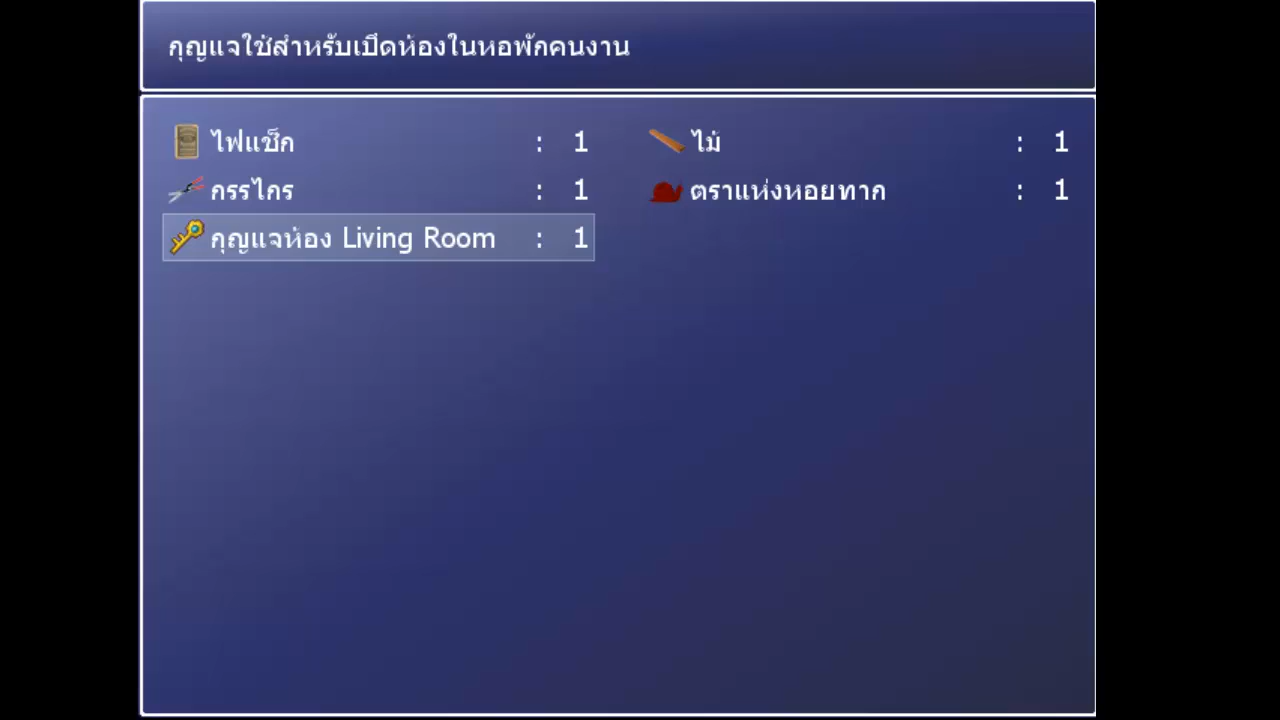 กุญแจใช้สำหรับเปิดห้องในหอพักคนงาน
ไฟแช็ก : 1 ไม้ : 1
กรรไกร : 1 ตราแห่งหอยทาก : 1
กุญแจห้อง Living Room : 1